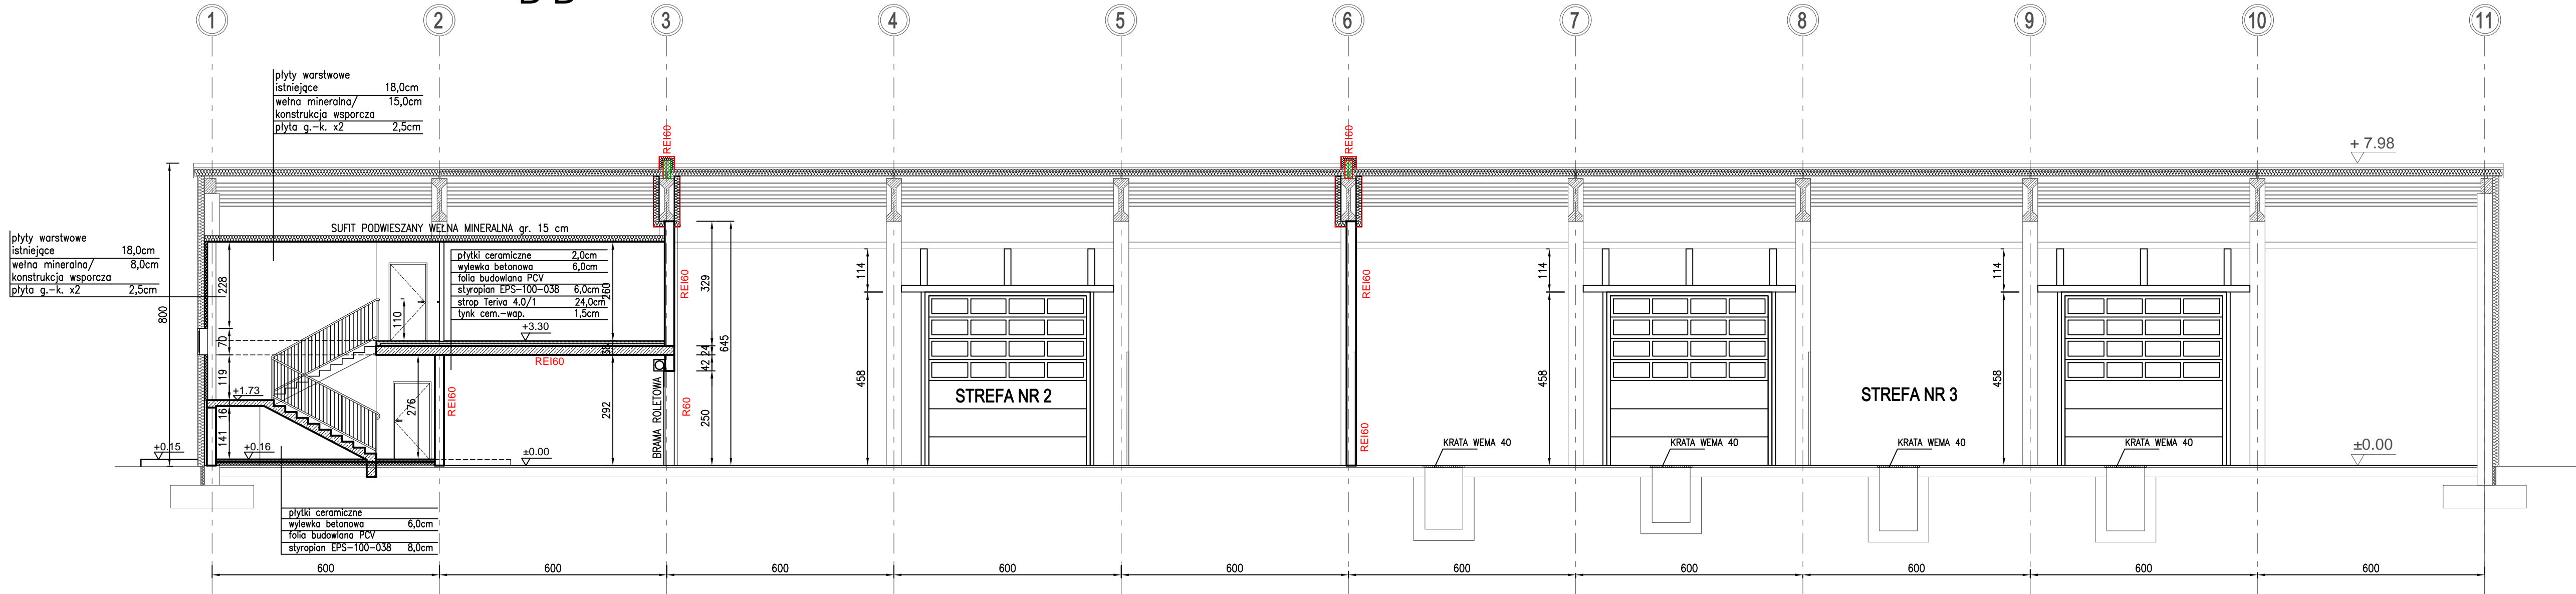 B-B
1 2 3 4 5 6 7 8 9 10 11
płyty warstwowe
istniejące 18,0cm
wełna mineralna/ 15,0cm
konstrukcja wsporcza
płyta g.-k. x2 2,5cm
REI60
REI60
+ 7.98
SUFIT PODWIESZANY WEŁNA MINERALNA gr. 15 cm
płyty warstwowe
istniejące 18,0cm
wełna mineralna/ 8,0cm
konstrukcja wsporcza
płyta g.-k. x2 2,5cm
800
228
70
119
16
141
płytki ceramiczne 2,0cm
wylewka betonowa 6,0cm
folia budowlana PCV
styropian EPS-100-038 6,0cm
strop Teriva 4.0/1 24,0cm
tynk cem.-wap. 1,5cm
260
110
+3.30
38
REI60
REI60
329
24
42
250
645
REI60
R60
BRAMA ROLETOWA
276
292
+1.73
+0.15
+0.16
±0.00
114
458
STREFA NR 2
REI60
REI60
114
458
STREFA NR 3
114
458
KRATA WEMA 40
KRATA WEMA 40
KRATA WEMA 40
KRATA WEMA 40
±0.00
płytki ceramiczne
wylewka betonowa 6,0cm
folia budowlana PCV
styropian EPS-100-038 8,0cm
600 600 600 600 600 600 600 600 600 600